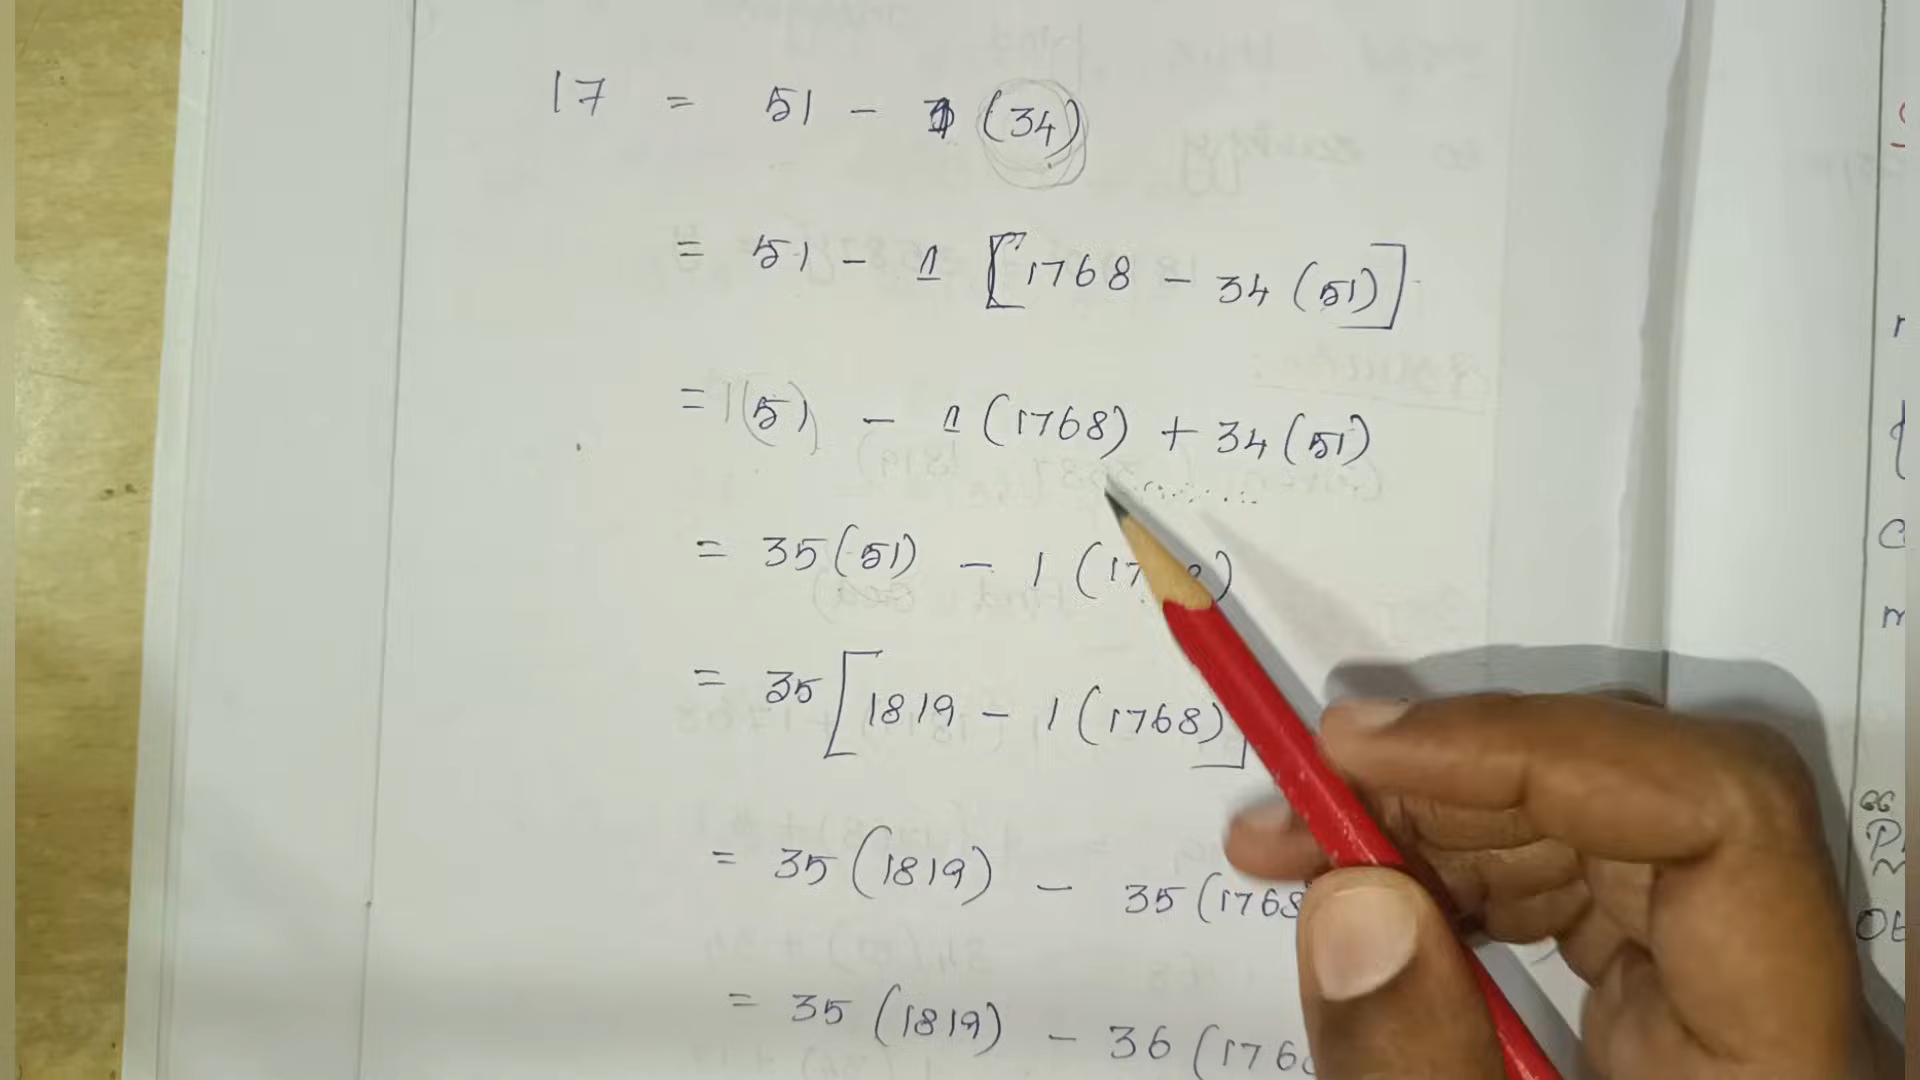 17 = 51 - 1 (34)
= 51 - 1 [1768 - 34 (51)]
= 1(51) - 1 (1768) + 34 (51)
= 35 (51) - 1 (17
= 35 [1819 - 1 (1768)]
= 35 (1819) - 35 (1768
= 35 (1819) - 36 (176